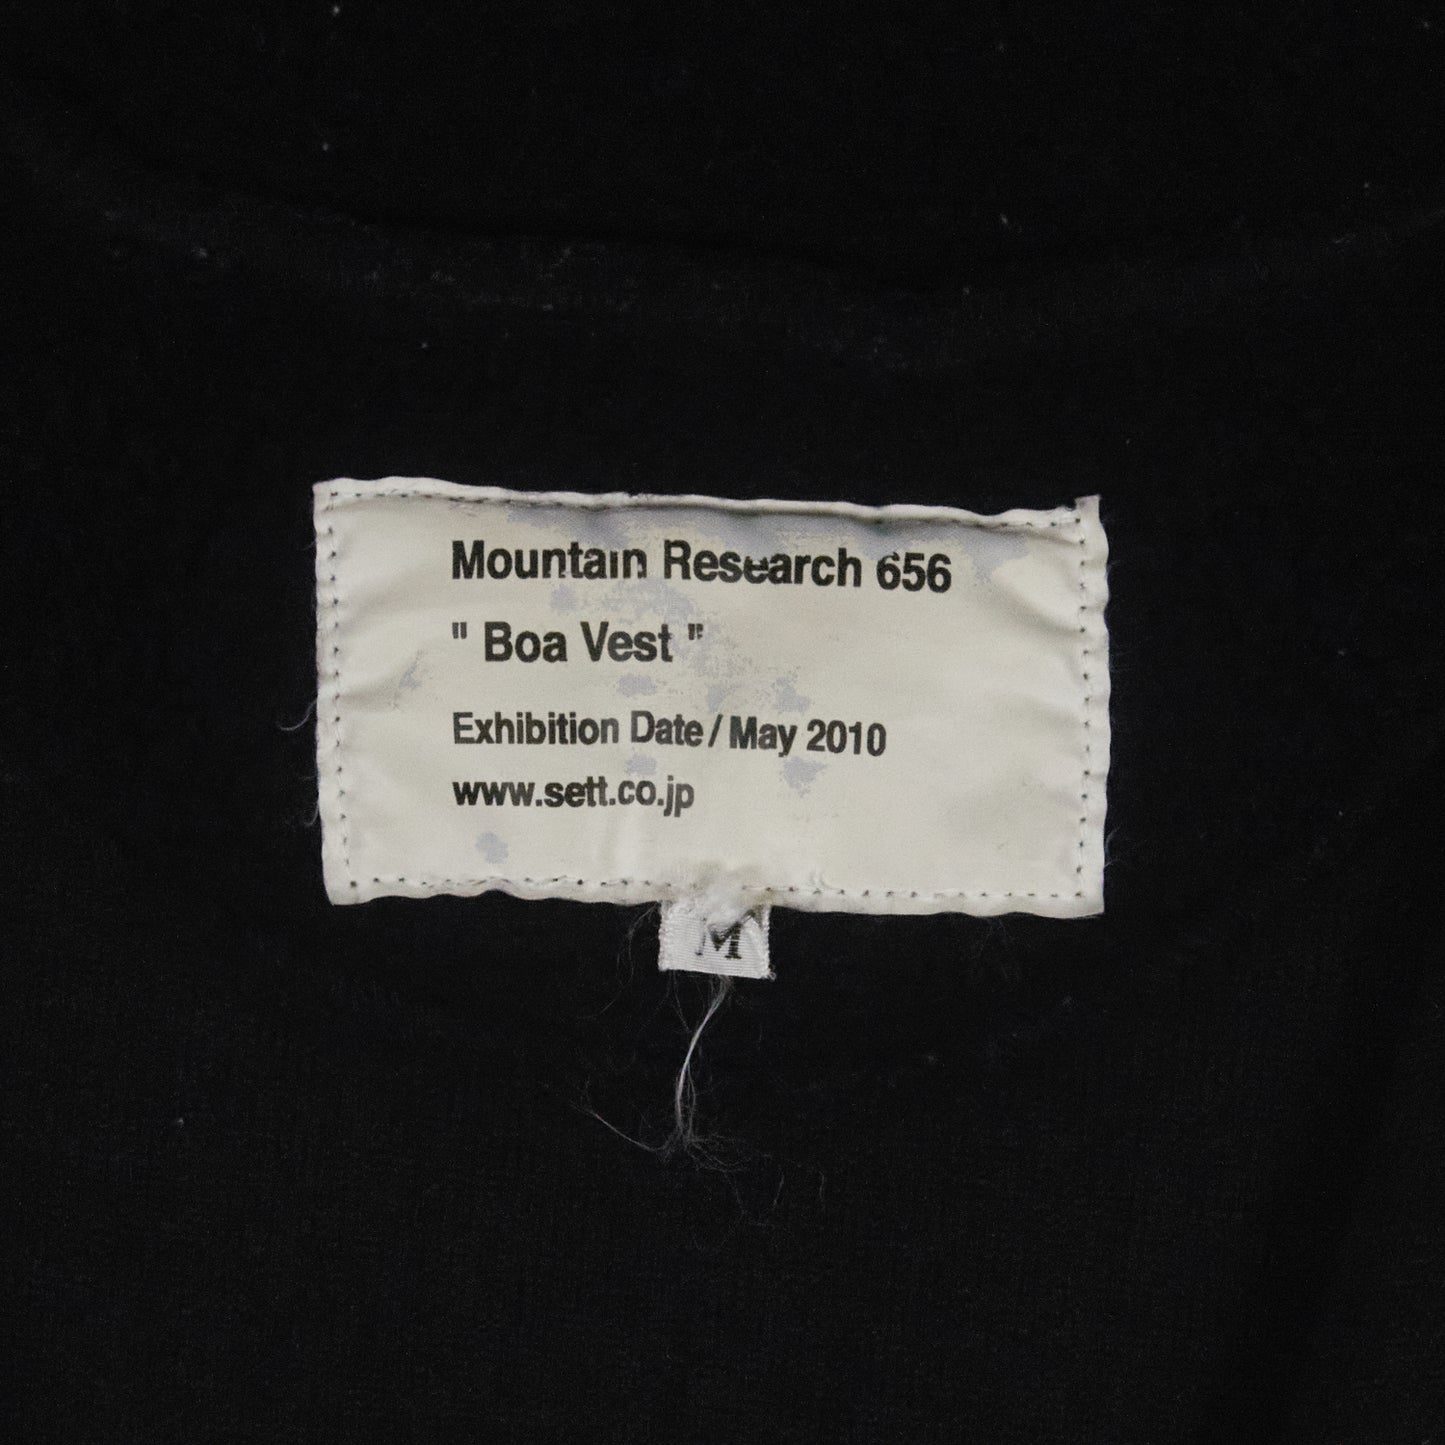 Mountain Research 656
" Boa Vest "
Exhibition Date / May 2010
www.sett.co.jp
M